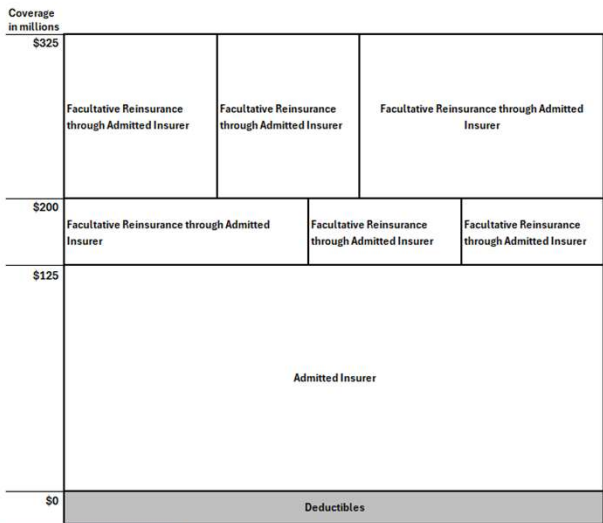 Coverage
in millions
$325
Facultative Reinsurance
through Admitted Insurer
Facultative Reinsurance
through Admitted Insurer
Facultative Reinsurance through Admitted
Insurer
$200
Facultative Reinsurance through Admitted
Insurer
Facultative Reinsurance
through Admitted Insurer
Facultative Reinsurance
through Admitted Insurer
$125
Admitted Insurer
$0
Deductibles